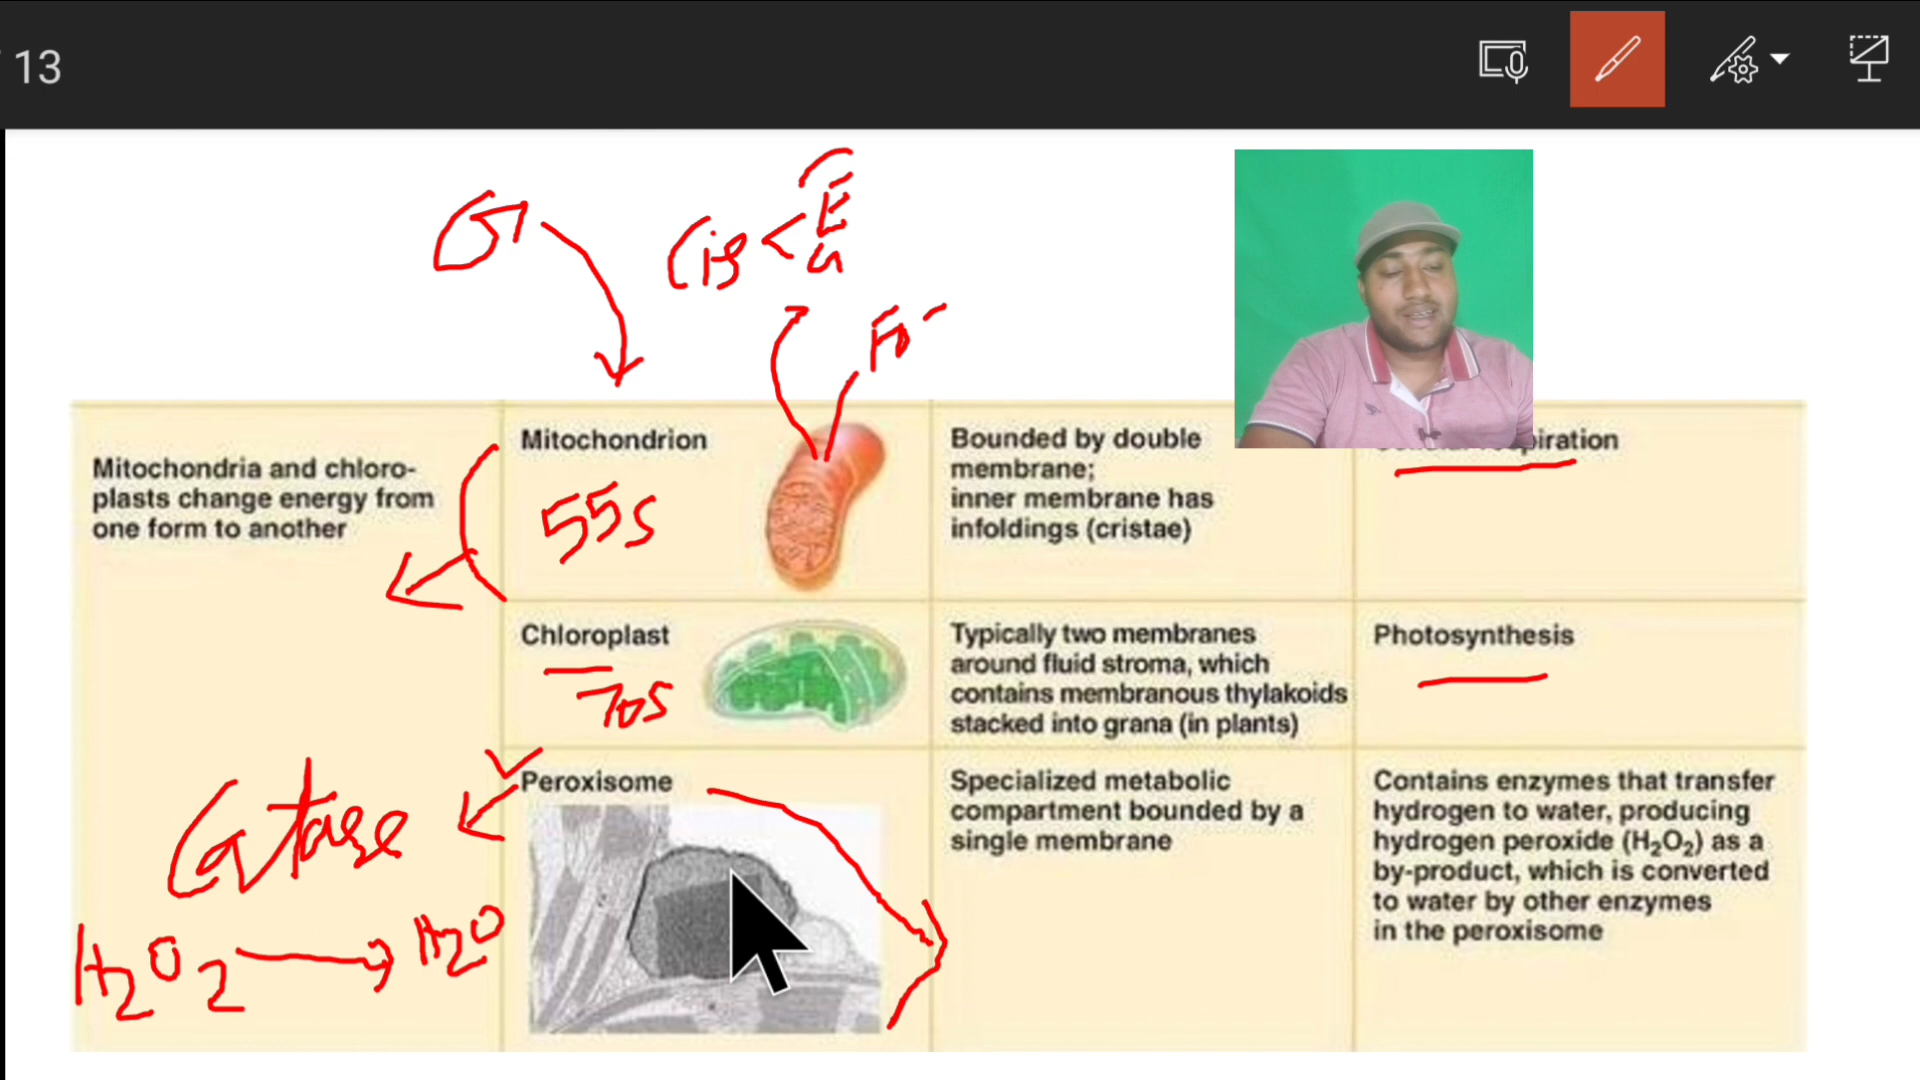 13
Mitochondria and chloro-
plasts change energy from
one form to another
Mitochondrion
55s
Bounded by double
membrane;
inner membrane has
infoldings (cristae)
Chloroplast
70s
Typically two membranes
around fluid stroma, which
contains membranous thylakoids
stacked into grana (in plants)
Photosynthesis
Peroxisome
Specialized metabolic
compartment bounded by a
single membrane
Contains enzymes that transfer
hydrogen to water, producing
hydrogen peroxide (H₂O₂) as a
by-product, which is converted
to water by other enzymes
in the peroxisome
H₂O₂ → H₂O